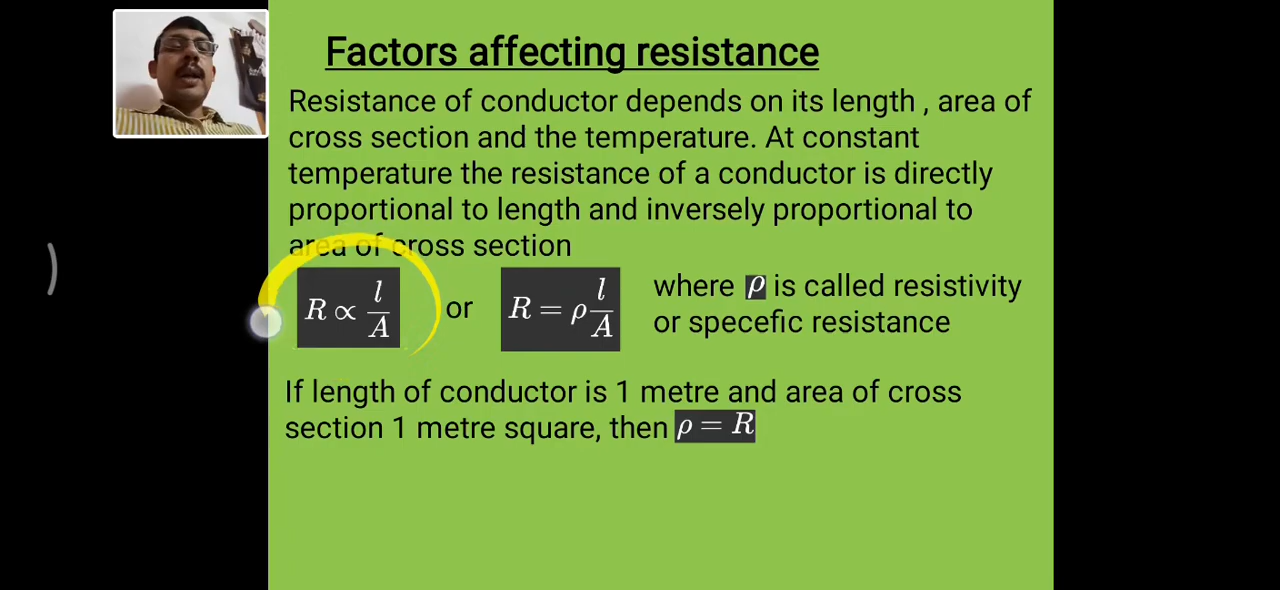 Factors affecting resistance
Resistance of conductor depends on its length , area of
cross section and the temperature. At constant
temperature the resistance of a conductor is directly
proportional to length and inversely proportional to
area of cross section
R ∝ l/A or R = ρ l/A where ρ is called resistivity
or specefic resistance
If length of conductor is 1 metre and area of cross
section 1 metre square, then ρ = R